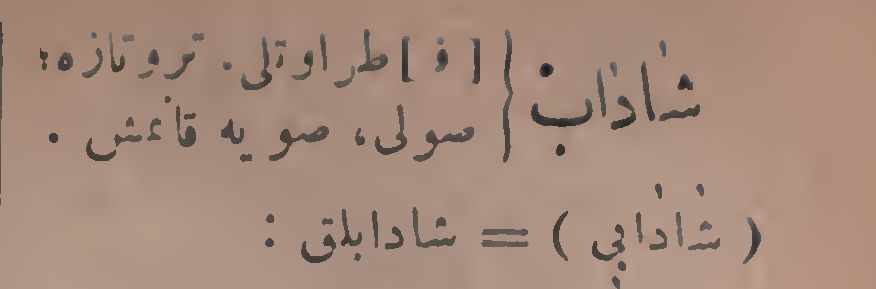 شاداب } [ ف ] طراوتلی. تر و تازه؛
صولی، صویه قانمش .
( شادابی ) = شادابلق :